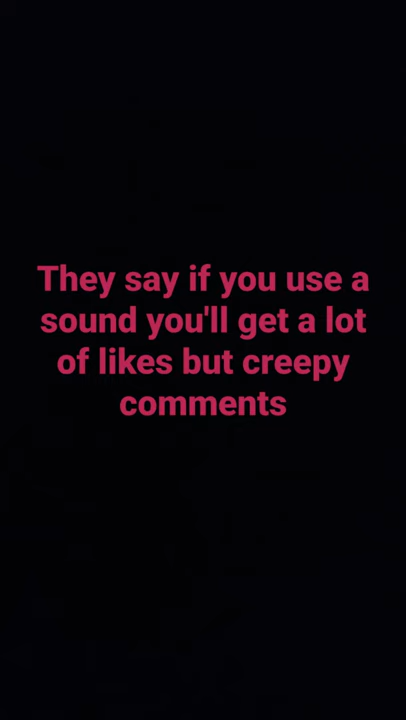 They say if you use a
sound you'll get a lot
of likes but creepy
comments